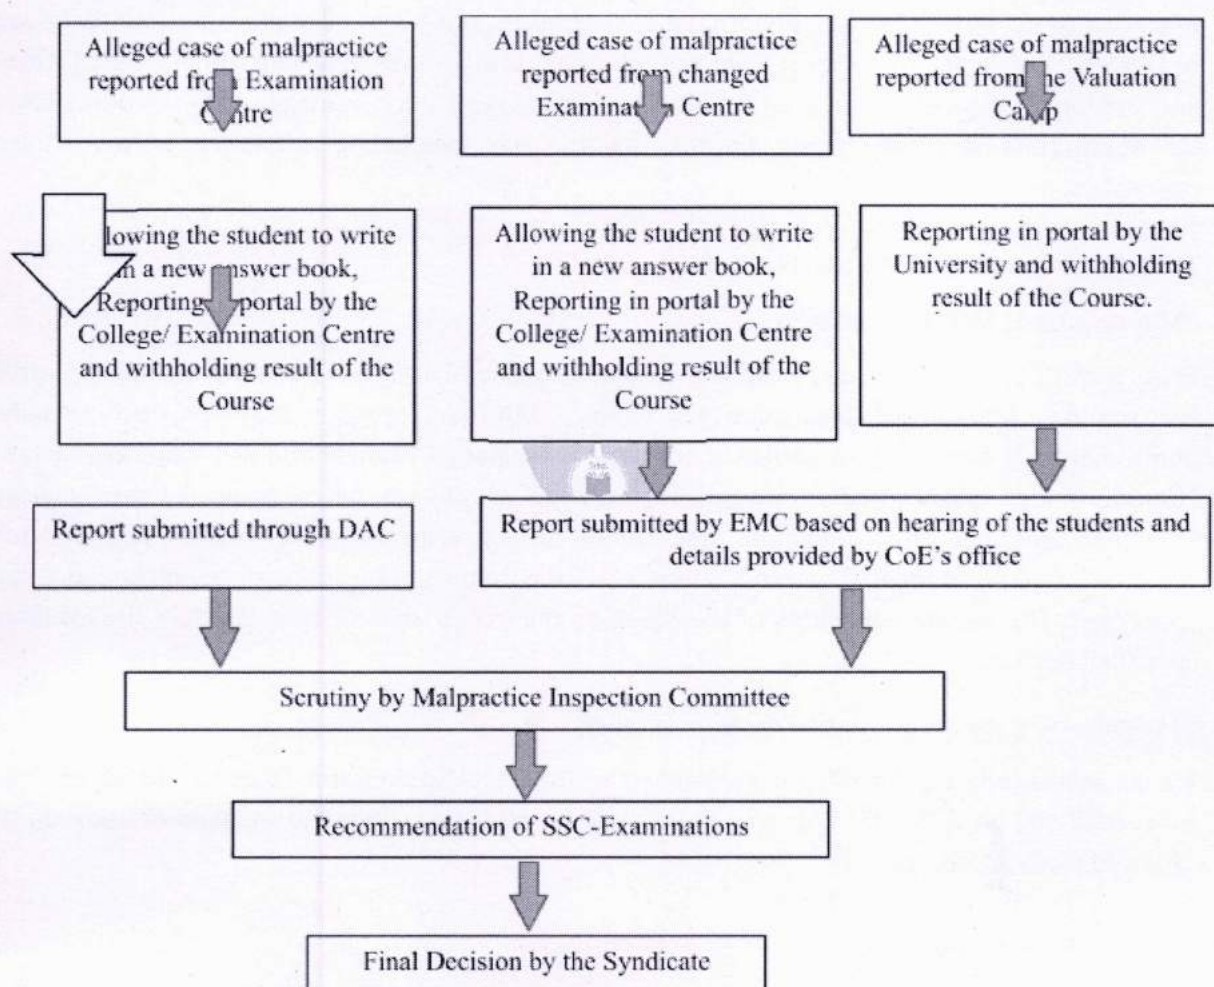 Alleged case of malpractice
reported from Examination
Centre
Alleged case of malpractice
reported from changed
Examination Centre
Alleged case of malpractice
reported from the Valuation
Camp
lowing the student to write
in a new answer book,
Reporting portal by the
College/ Examination Centre
and withholding result of the
Course
Allowing the student to write
in a new answer book,
Reporting in portal by the
College/ Examination Centre
and withholding result of the
Course
Reporting in portal by the
University and withholding
result of the Course.
Report submitted through DAC
Report submitted by EMC based on hearing of the students and
details provided by CoE's office
Scrutiny by Malpractice Inspection Committee
Recommendation of SSC-Examinations
Final Decision by the Syndicate